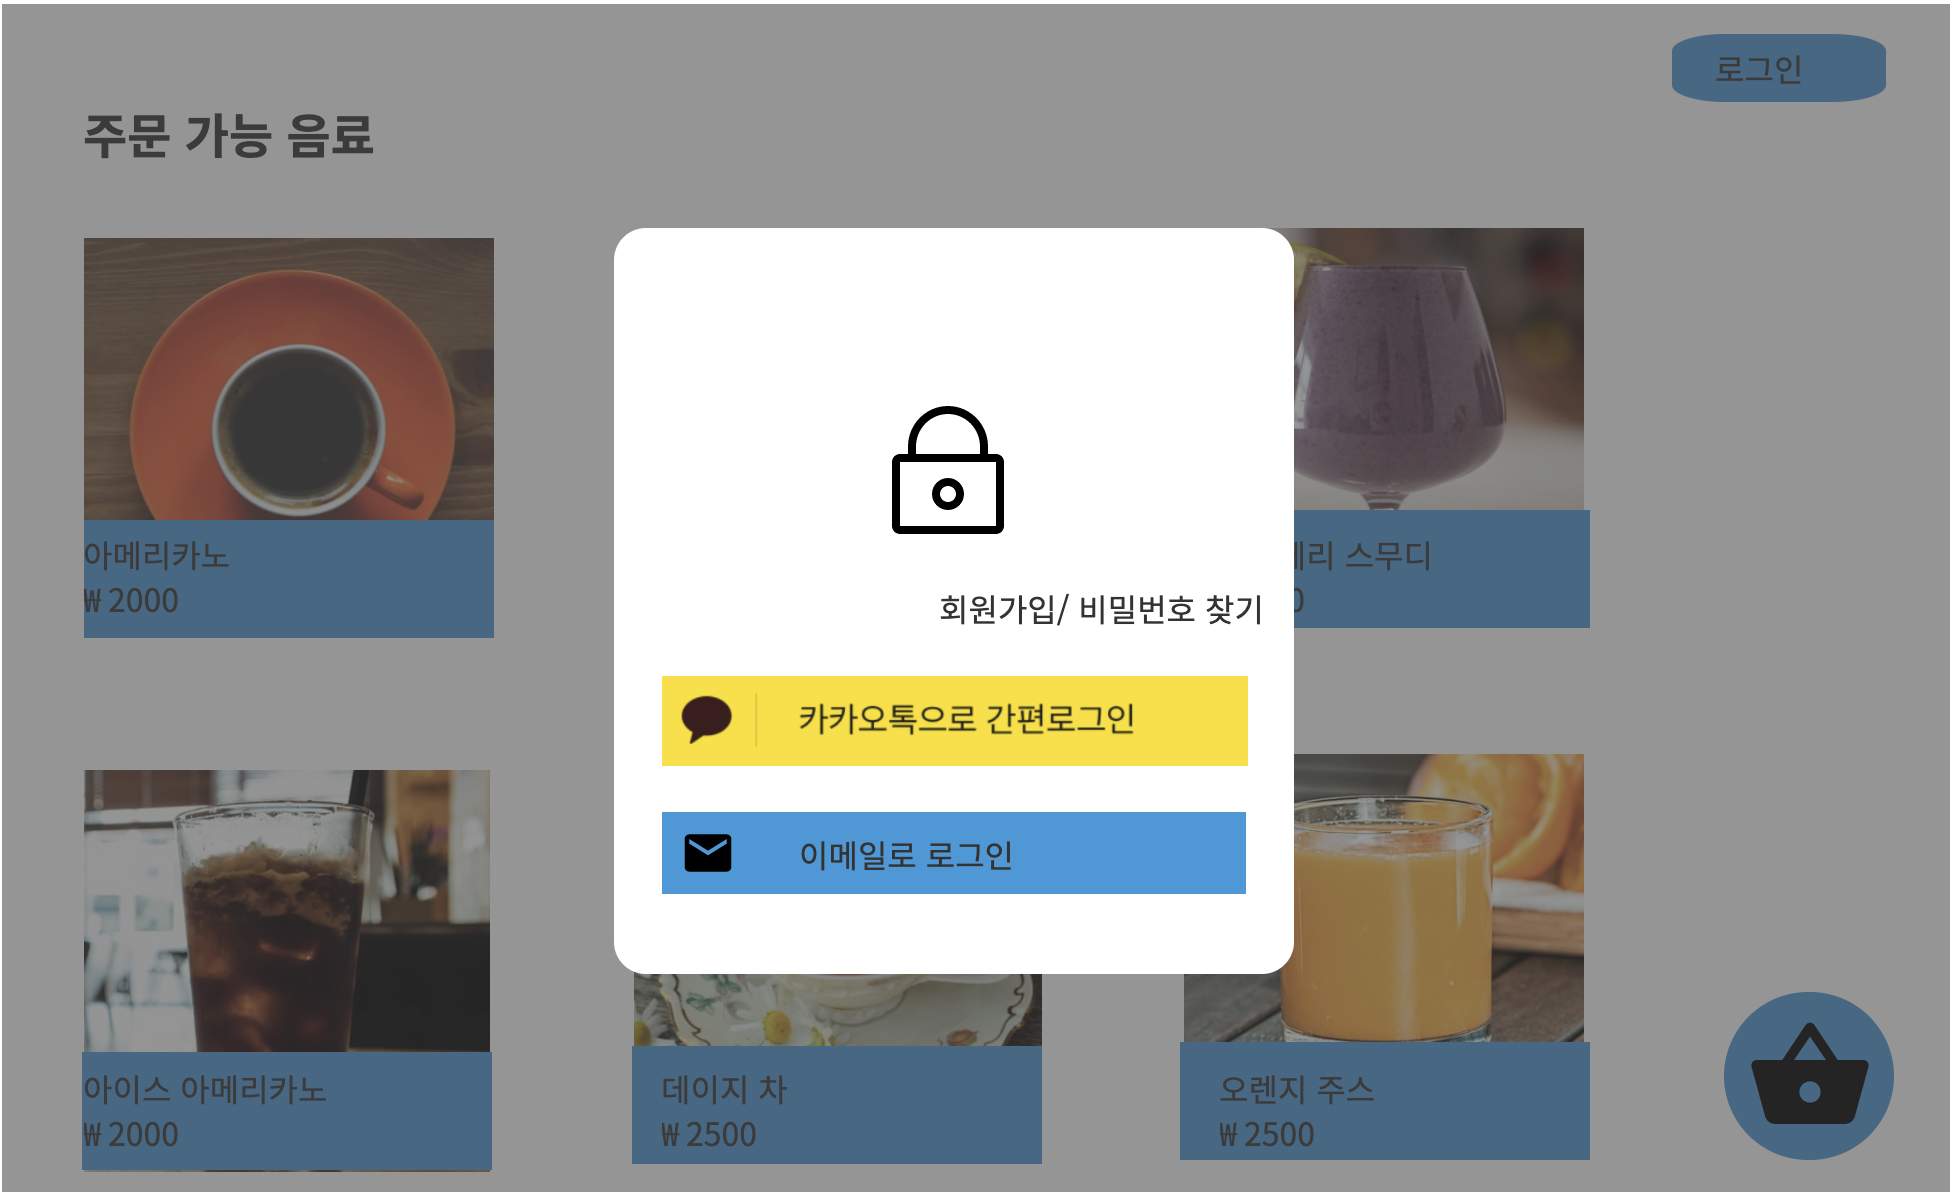 로그인
주문 가능 음료
아메리카노
₩ 2000
리 스무디
회원가입/ 비밀번호 찾기
카카오톡으로 간편로그인
이메일로 로그인
아이스 아메리카노
₩ 2000
데이지 차
₩ 2500
오렌지 주스
₩ 2500